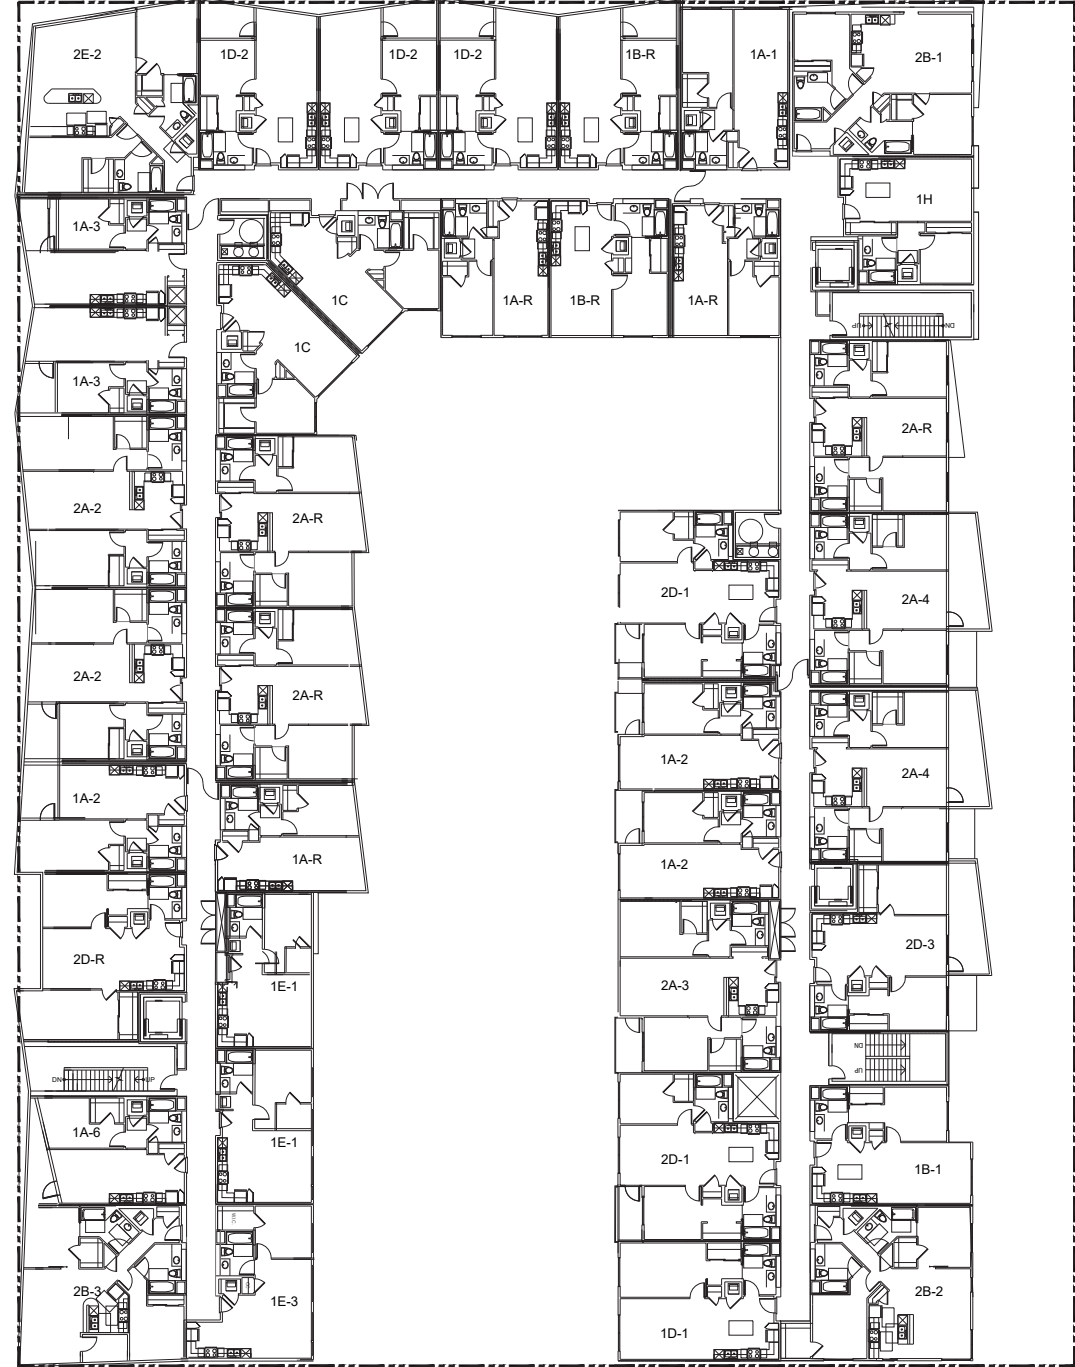 2E-2
1D-2
1D-2
1D-2
1B-R
1A-1
2B-1
1A-3
1H
1C
1A-R
1B-R
1A-R
1C
UP
DN
1A-3
2A-R
2A-2
2A-R
2D-1
2A-4
2A-2
2A-R
1A-2
2A-4
1A-2
1A-R
1A-2
2D-R
1E-1
2A-3
2D-3
DN
UP
DN
UP
1A-6
1E-1
2D-1
1B-1
W.I.C.
2B-3
1E-3
1D-1
2B-2